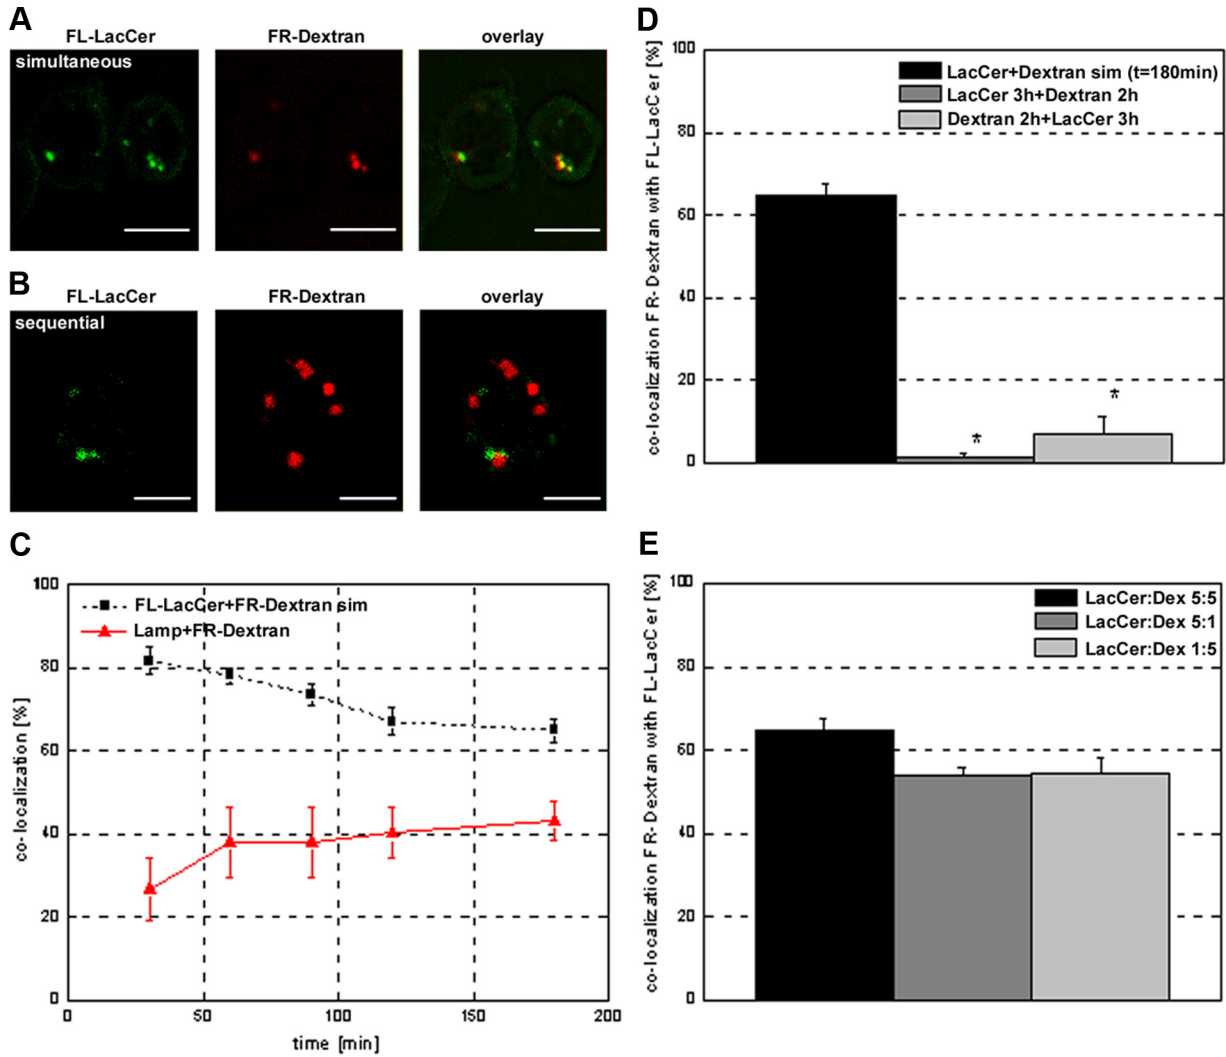 A
FL-LacCer
FR-Dextran
overlay
simultaneous
B
FL-LacCer
FR-Dextran
overlay
sequential
C
100
80
60
40
20
0
0
50
100
150
200
co-localization [%]
time [min]
FL-LacCer+FR-Dextran sim
Lamp+FR-Dextran
D
100
80
60
40
20
0
co-localization FR-Dextran with FL-LacCer [%]
LacCer+Dextran sim (t=180min)
LacCer 3h+Dextran 2h
Dextran 2h+LacCer 3h
*
*
E
100
80
60
40
20
0
co-localization FR-Dextran with FL-LacCer [%]
LacCer:Dex 5:5
LacCer:Dex 5:1
LacCer:Dex 1:5